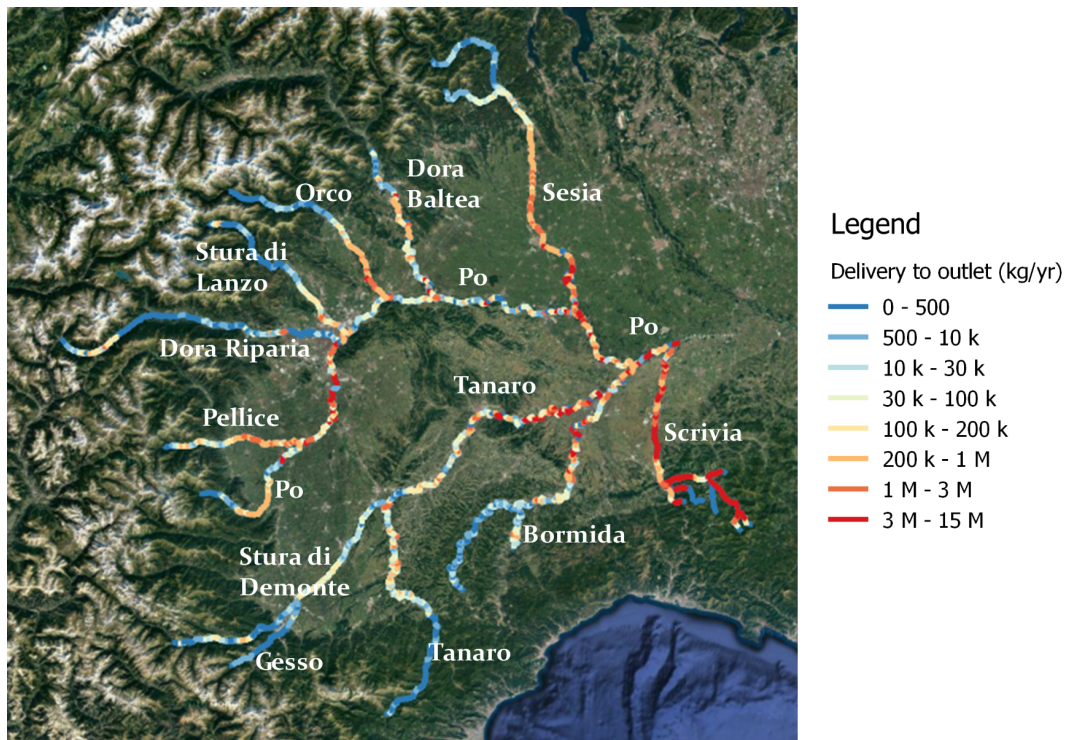 Dora
Baltea
Orco
Sesia
Stura di
Lanzo
Po
Po
Dora Riparia
Tanaro
Pellice
Scrivia
Po
Bormida
Stura di
Demonte
Gesso
Tanaro
Legend
Delivery to outlet (kg/yr)
0 - 500
500 - 10 k
10 k - 30 k
30 k - 100 k
100 k - 200 k
200 k - 1 M
1 M - 3 M
3 M - 15 M